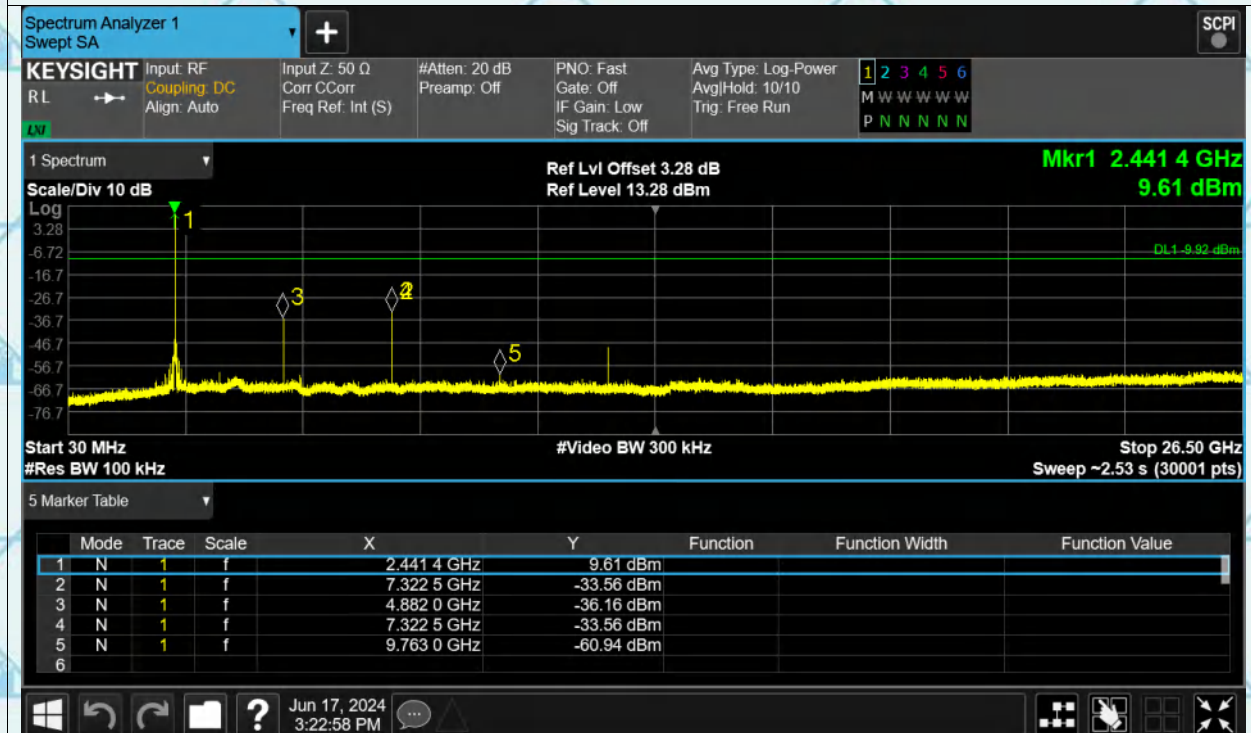 Spectrum Analyzer 1
Swept SA
+
SCPI
KEYSIGHT
RL
LXI
Input: RF
Coupling: DC
Align: Auto
Input Z: 50 Ω
Corr CCorr
Freq Ref: Int (S)
#Atten: 20 dB
Preamp: Off
PNO: Fast
Gate: Off
IF Gain: Low
Sig Track: Off
Avg Type: Log-Power
Avg|Hold: 10/10
Trig: Free Run
1 2 3 4 5 6
M W W W W W
P N N N N N
1 Spectrum
Scale/Div 10 dB
Ref Lvl Offset 3.28 dB
Ref Level 13.28 dBm
Mkr1 2.441 4 GHz
9.61 dBm
Log
3.28
-6.72
-16.7
-26.7
-36.7
-46.7
-56.7
-66.7
-76.7
1
3
5
DL1 -9.92 dBm
Start 30 MHz
#Video BW 300 kHz
Stop 26.50 GHz
#Res BW 100 kHz
Sweep ~2.53 s (30001 pts)
5 Marker Table
Mode Trace Scale X Y Function Function Width Function Value
1 N 1 f 2.441 4 GHz 9.61 dBm
2 N 1 f 7.322 5 GHz -33.56 dBm
3 N 1 f 4.882 0 GHz -36.16 dBm
4 N 1 f 7.322 5 GHz -33.56 dBm
5 N 1 f 9.763 0 GHz -60.94 dBm
6
?
Jun 17, 2024
3:22:58 PM